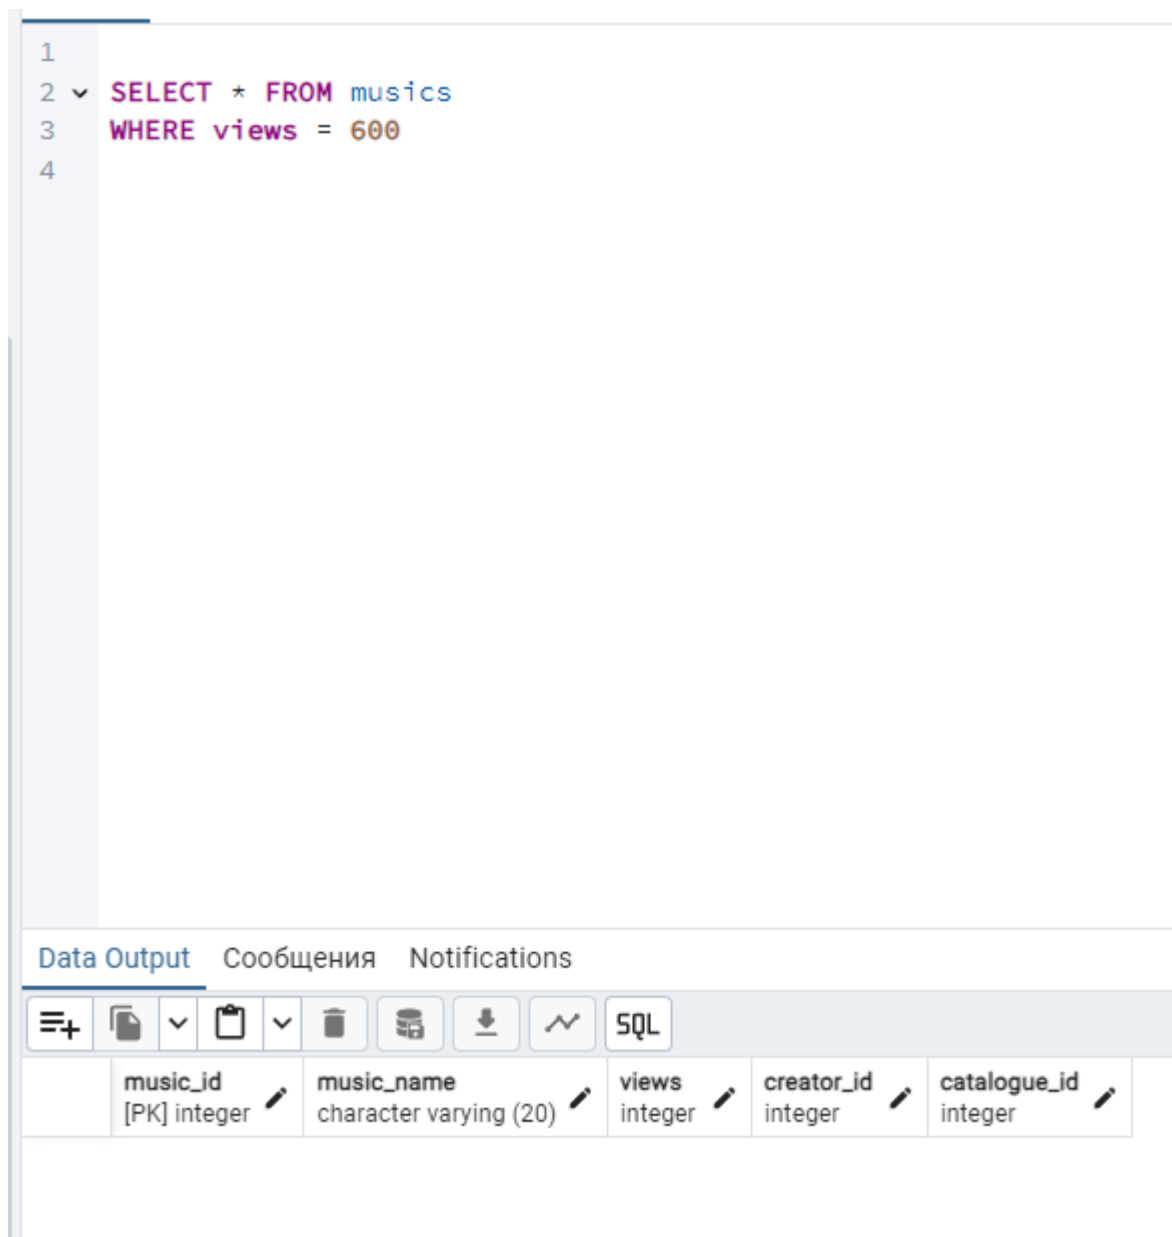 1
2 SELECT * FROM musics
3 WHERE views = 600
4
Data Output Сообщения Notifications
SQL
music_id music_name views creator_id catalogue_id
[PK] integer character varying (20) integer integer integer